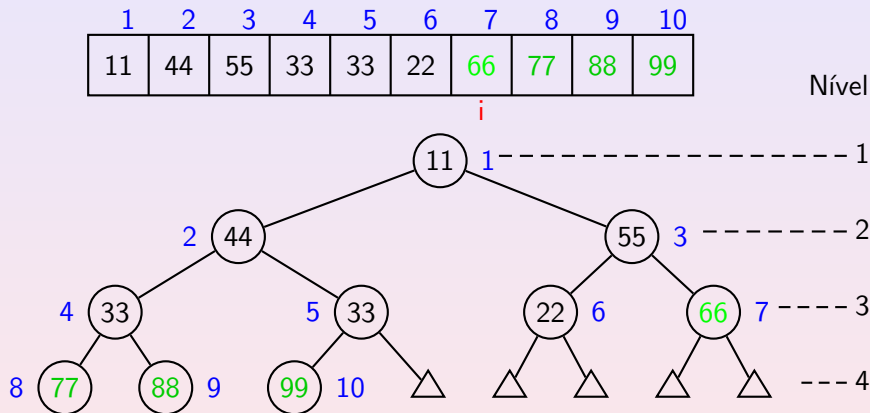 1 2 3 4 5 6 7 8 9 10
11 44 55 33 33 22 66 77 88 99
Nível
i
11 1 1
2 44 55 3 2
4 33 5 33 22 6 66 7 3
8 77 88 9 99 10 4